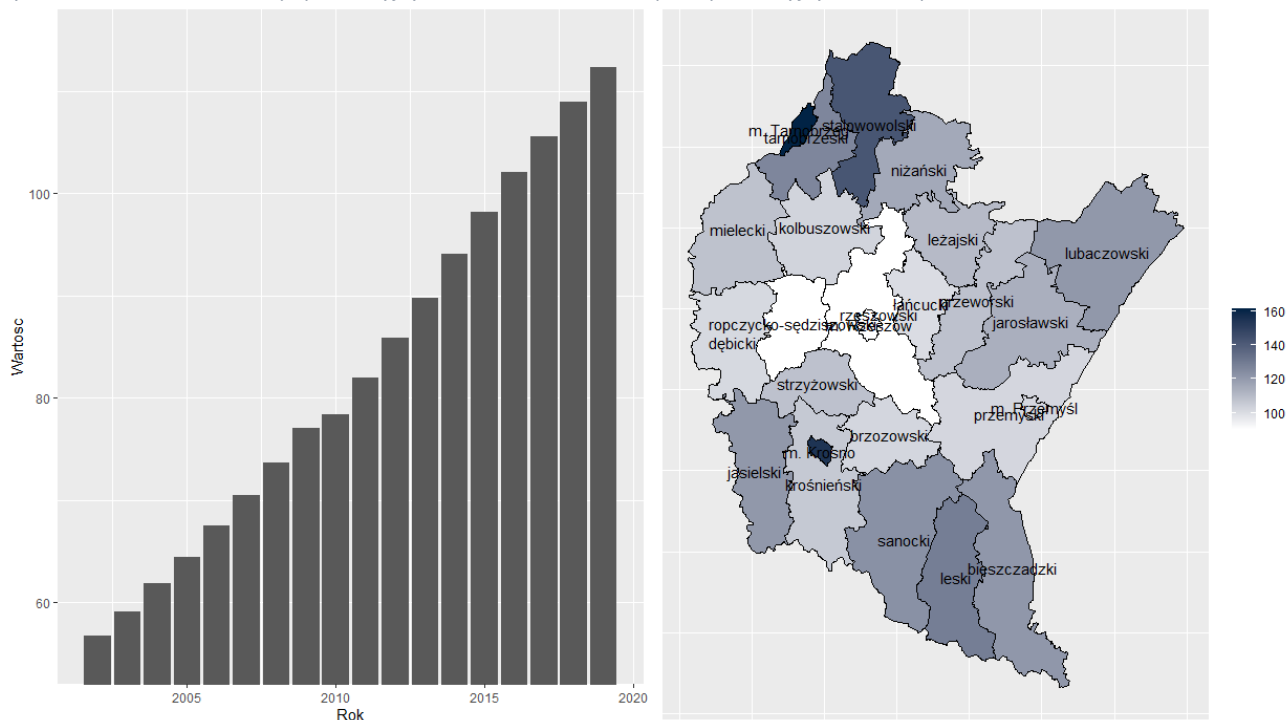 100
80
60
Wartosc
2005
2010
2015
2020
Rok
stalowowolski
m. Tarnobrzeg
tarnobrzeski
niżański
mielecki
kolbuszowski
leżajski
lubaczowski
łańcucki
przeworski
rzeszowski
ropczycko-sędziszowski
m. Rzeszów
jarosławski
dębicki
strzyżowski
m. Przemyśl
przemyski
brzozowski
m. Krosno
jasielski
krośnieński
sanocki
bieszczadzki
leski
160
140
120
100